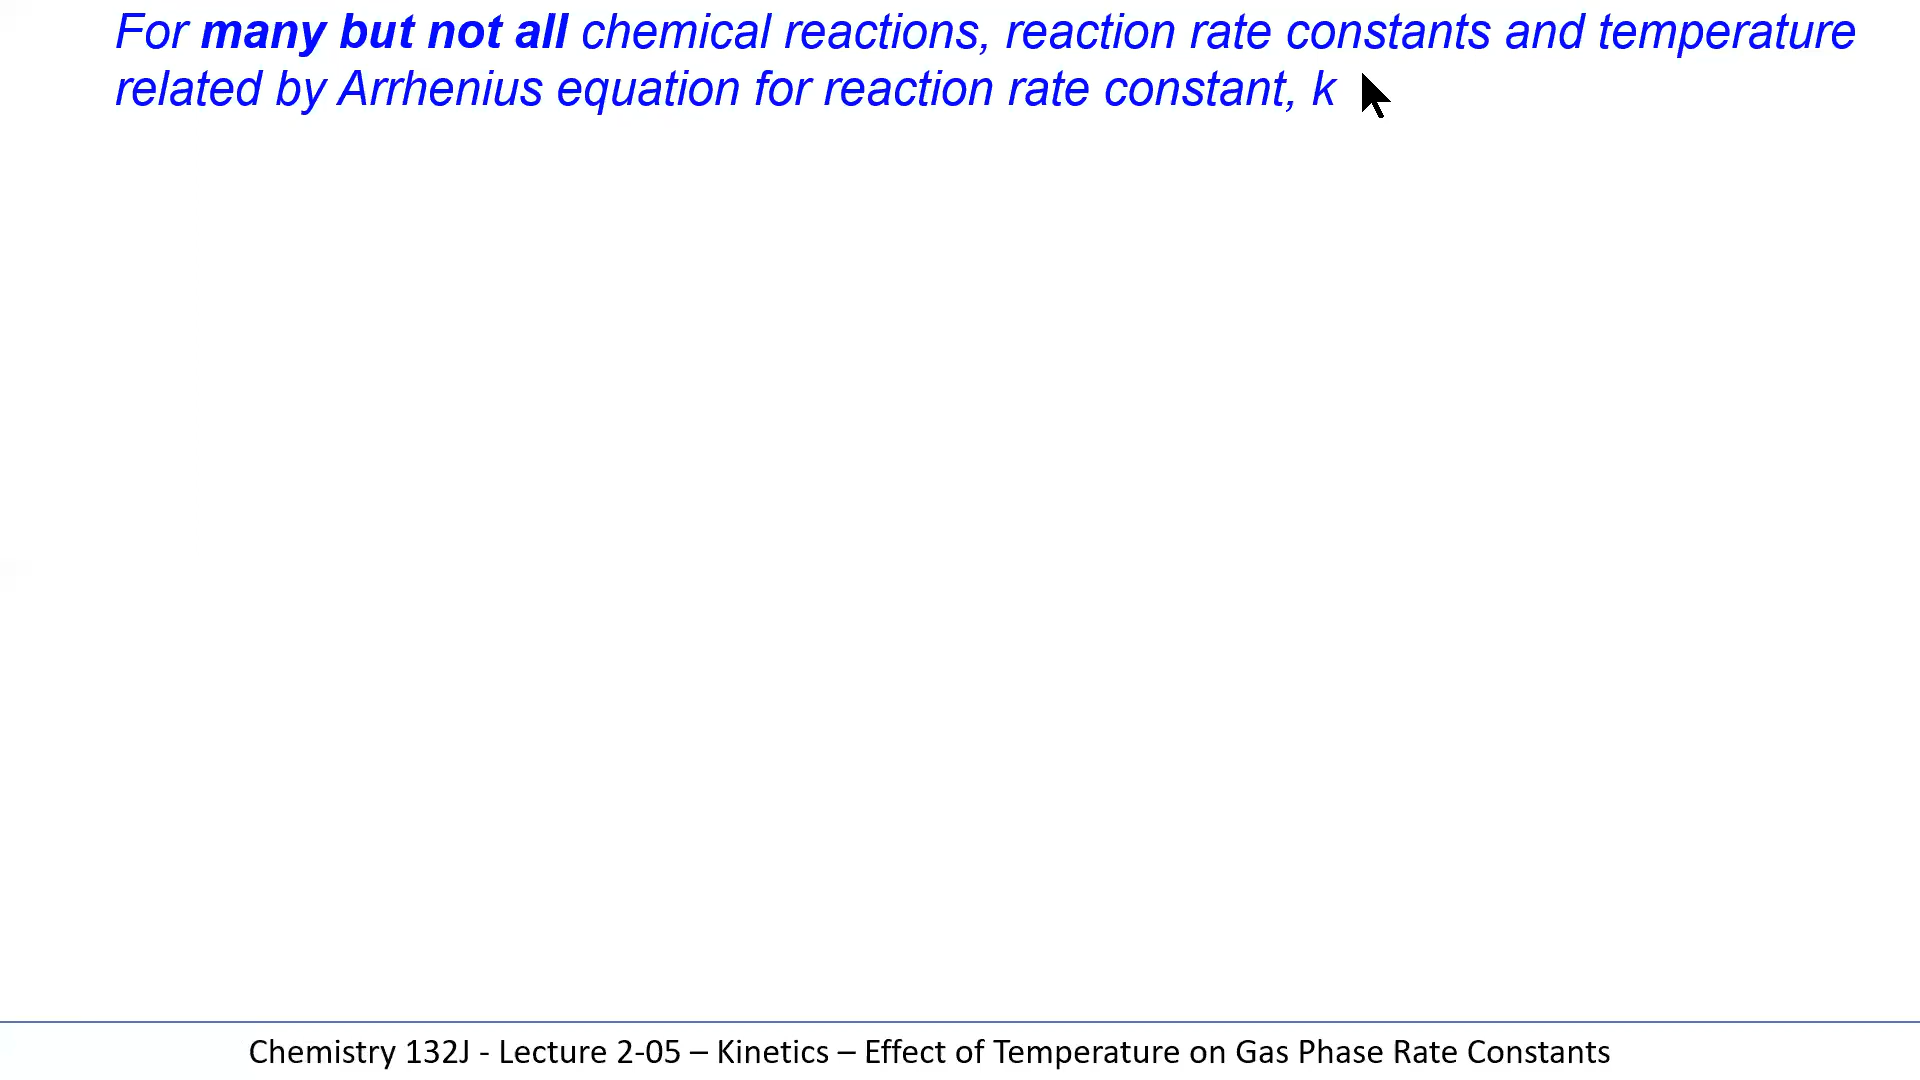 For many but not all chemical reactions, reaction rate constants and temperature
related by Arrhenius equation for reaction rate constant, k
Chemistry 132J - Lecture 2-05 – Kinetics – Effect of Temperature on Gas Phase Rate Constants